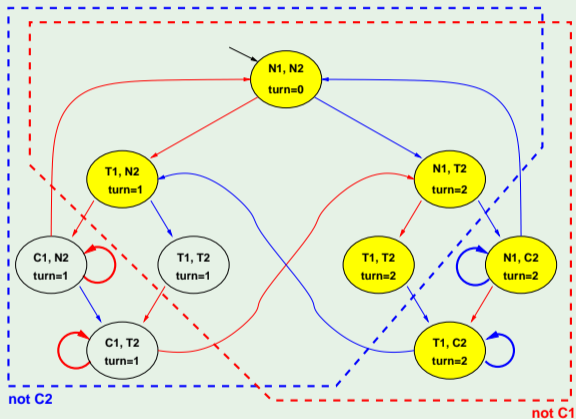 N1, N2
turn=0
T1, N2
turn=1
N1, T2
turn=2
C1, N2
turn=1
T1, T2
turn=1
T1, T2
turn=2
N1, C2
turn=2
C1, T2
turn=1
T1, C2
turn=2
not C2
not C1